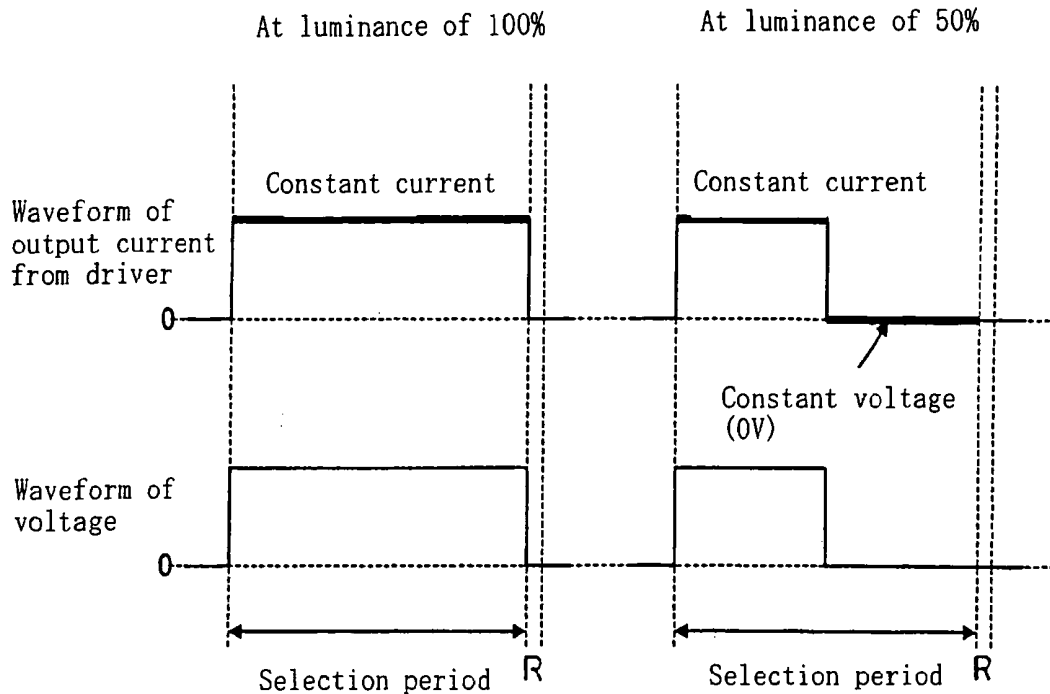 At luminance of 100%
At luminance of 50%
Constant current
Constant current
Waveform of
output current
from driver
0
Constant voltage
(0V)
Waveform of
voltage
0
Selection period
R
Selection period
R